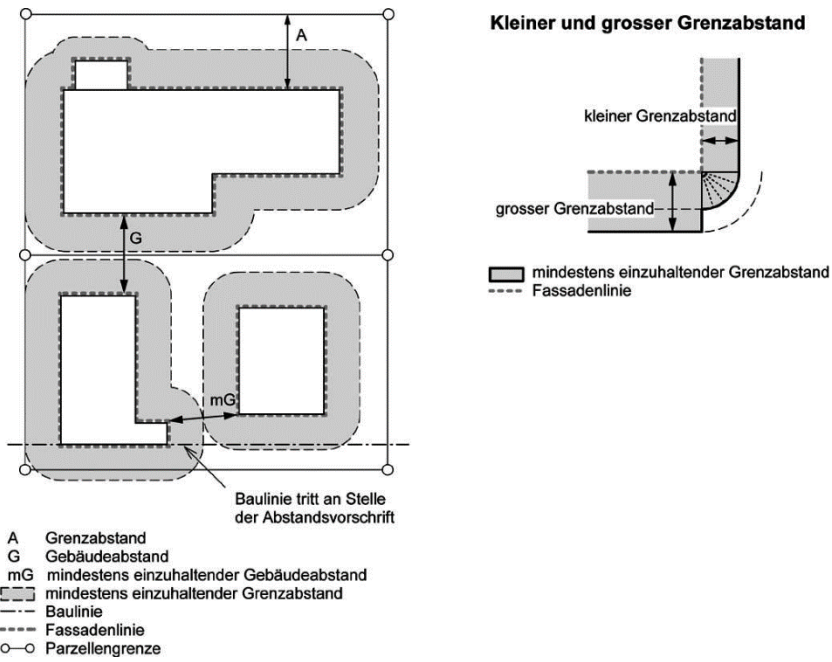 A
G
mG
Baulinie tritt an Stelle
der Abstandsvorschrift
A Grenzabstand
G Gebäudeabstand
mG mindestens einzuhaltender Gebäudeabstand
mindestens einzuhaltender Grenzabstand
Baulinie
Fassadenlinie
Parzellengrenze
Kleiner und grosser Grenzabstand
kleiner Grenzabstand
grosser Grenzabstand
mindestens einzuhaltender Grenzabstand
Fassadenlinie